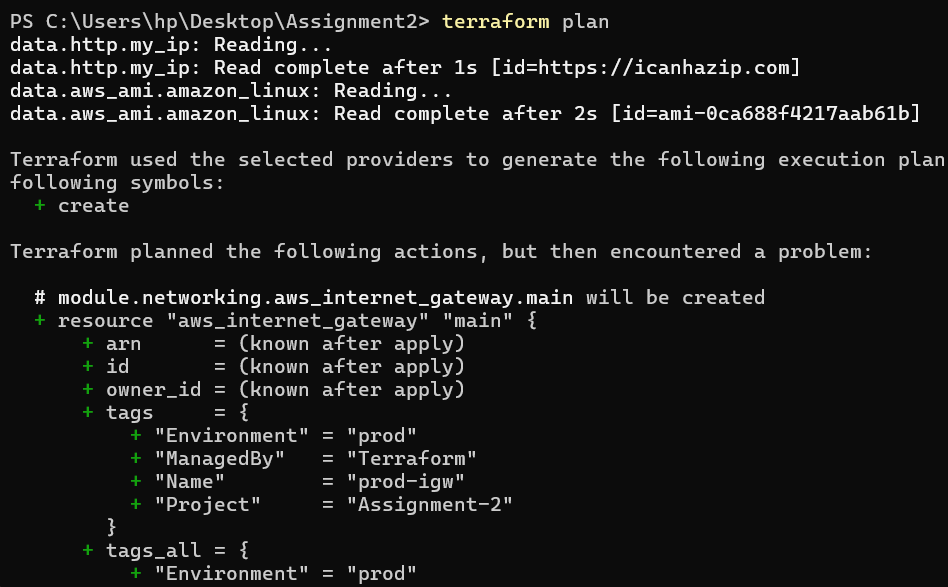 PS C:\Users\hp\Desktop\Assignment2> terraform plan
data.http.my_ip: Reading...
data.http.my_ip: Read complete after 1s [id=https://icanhazip.com]
data.aws_ami.amazon_linux: Reading...
data.aws_ami.amazon_linux: Read complete after 2s [id=ami-0ca688f4217aab61b]
Terraform used the selected providers to generate the following execution plan
following symbols:
+ create
Terraform planned the following actions, but then encountered a problem:
# module.networking.aws_internet_gateway.main will be created
+ resource "aws_internet_gateway" "main" {
+ arn = (known after apply)
+ id = (known after apply)
+ owner_id = (known after apply)
+ tags = {
+ "Environment" = "prod"
+ "ManagedBy" = "Terraform"
+ "Name" = "prod-igw"
+ "Project" = "Assignment-2"
}
+ tags_all = {
+ "Environment" = "prod"